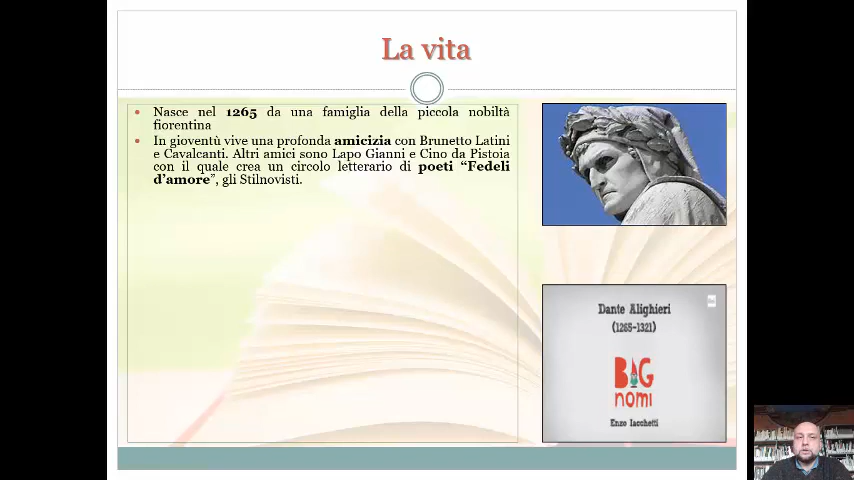 La vita
Nasce nel 1265 da una famiglia della piccola nobiltà
fiorentina
In gioventù vive una profonda amicizia con Brunetto Latini
e Cavalcanti. Altri amici sono Lapo Gianni e Cino da Pistoia
con il quale crea un circolo letterario di poeti “Fedeli
d’amore”, gli Stilnovisti.
Dante Alighieri
(1265-1321)
BIG
nomi
Enzo Iacchetti